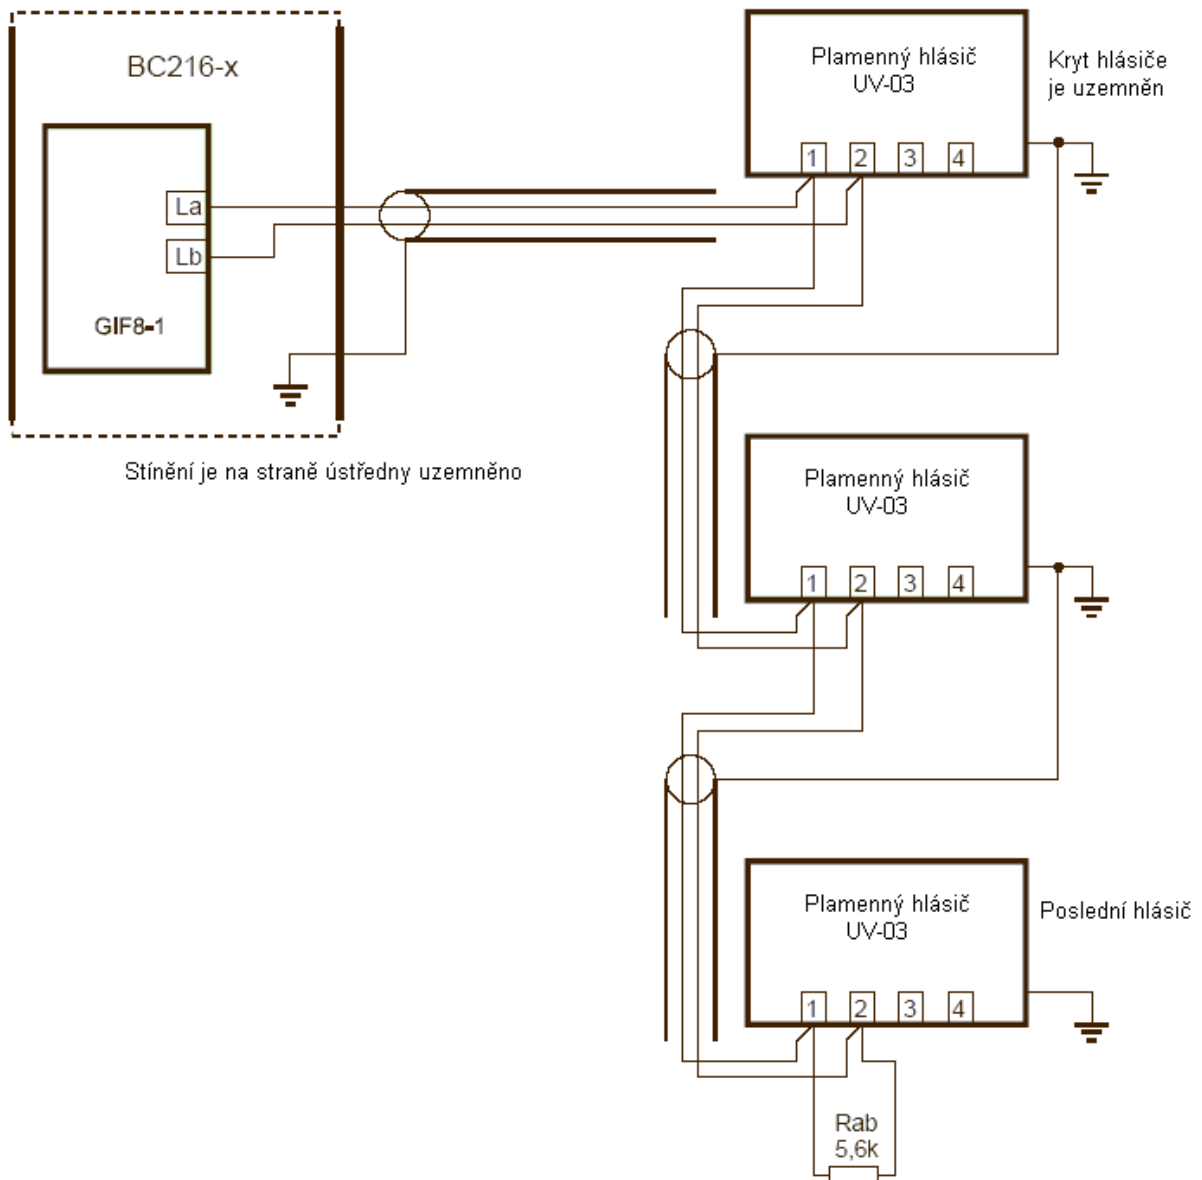 BC216-x
La
Lb
GIF8-1
Stínění je na straně ústředny uzemněno
Plamenný hlásič
UV-03
1 2 3 4
Kryt hlásiče
je uzemněn
Plamenný hlásič
UV-03
1 2 3 4
Plamenný hlásič
UV-03
1 2 3 4
Poslední hlásič
Rab
5,6k